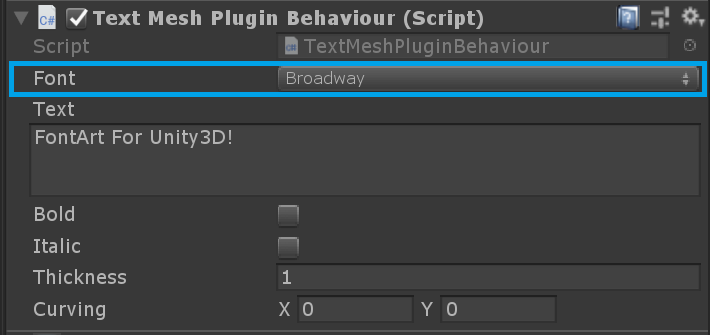 C#
Text Mesh Plugin Behaviour (Script)
Script C# TextMeshPluginBehaviour
Font Broadway
Text
FontArt For Unity3D!
Bold
Italic
Thickness 1
Curving X 0 Y 0